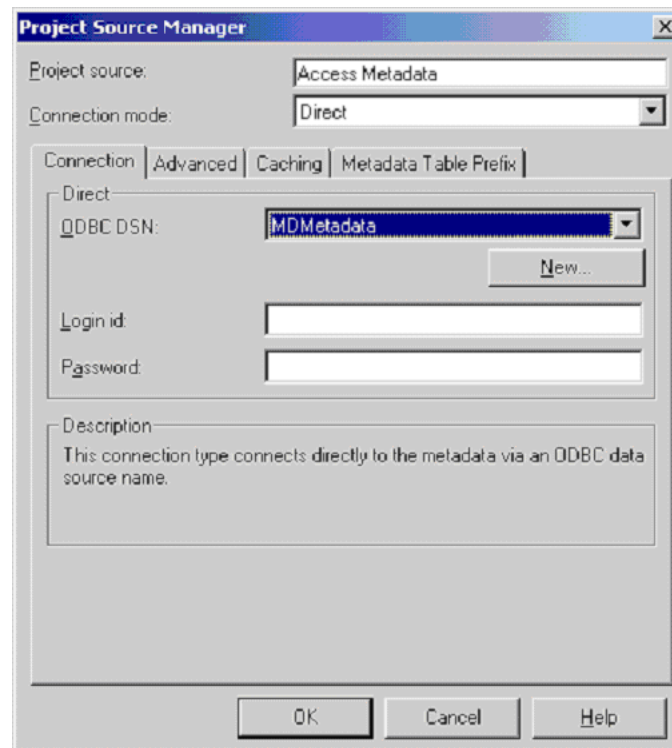 Project Source Manager
Project source: Access Metadata
Connection mode: Direct
Connection Advanced Caching Metadata Table Prefix
Direct
ODBC DSN: MDMetadata
New...
Login id:
Password:
Description
This connection type connects directly to the metadata via an ODBC data
source name.
OK Cancel Help